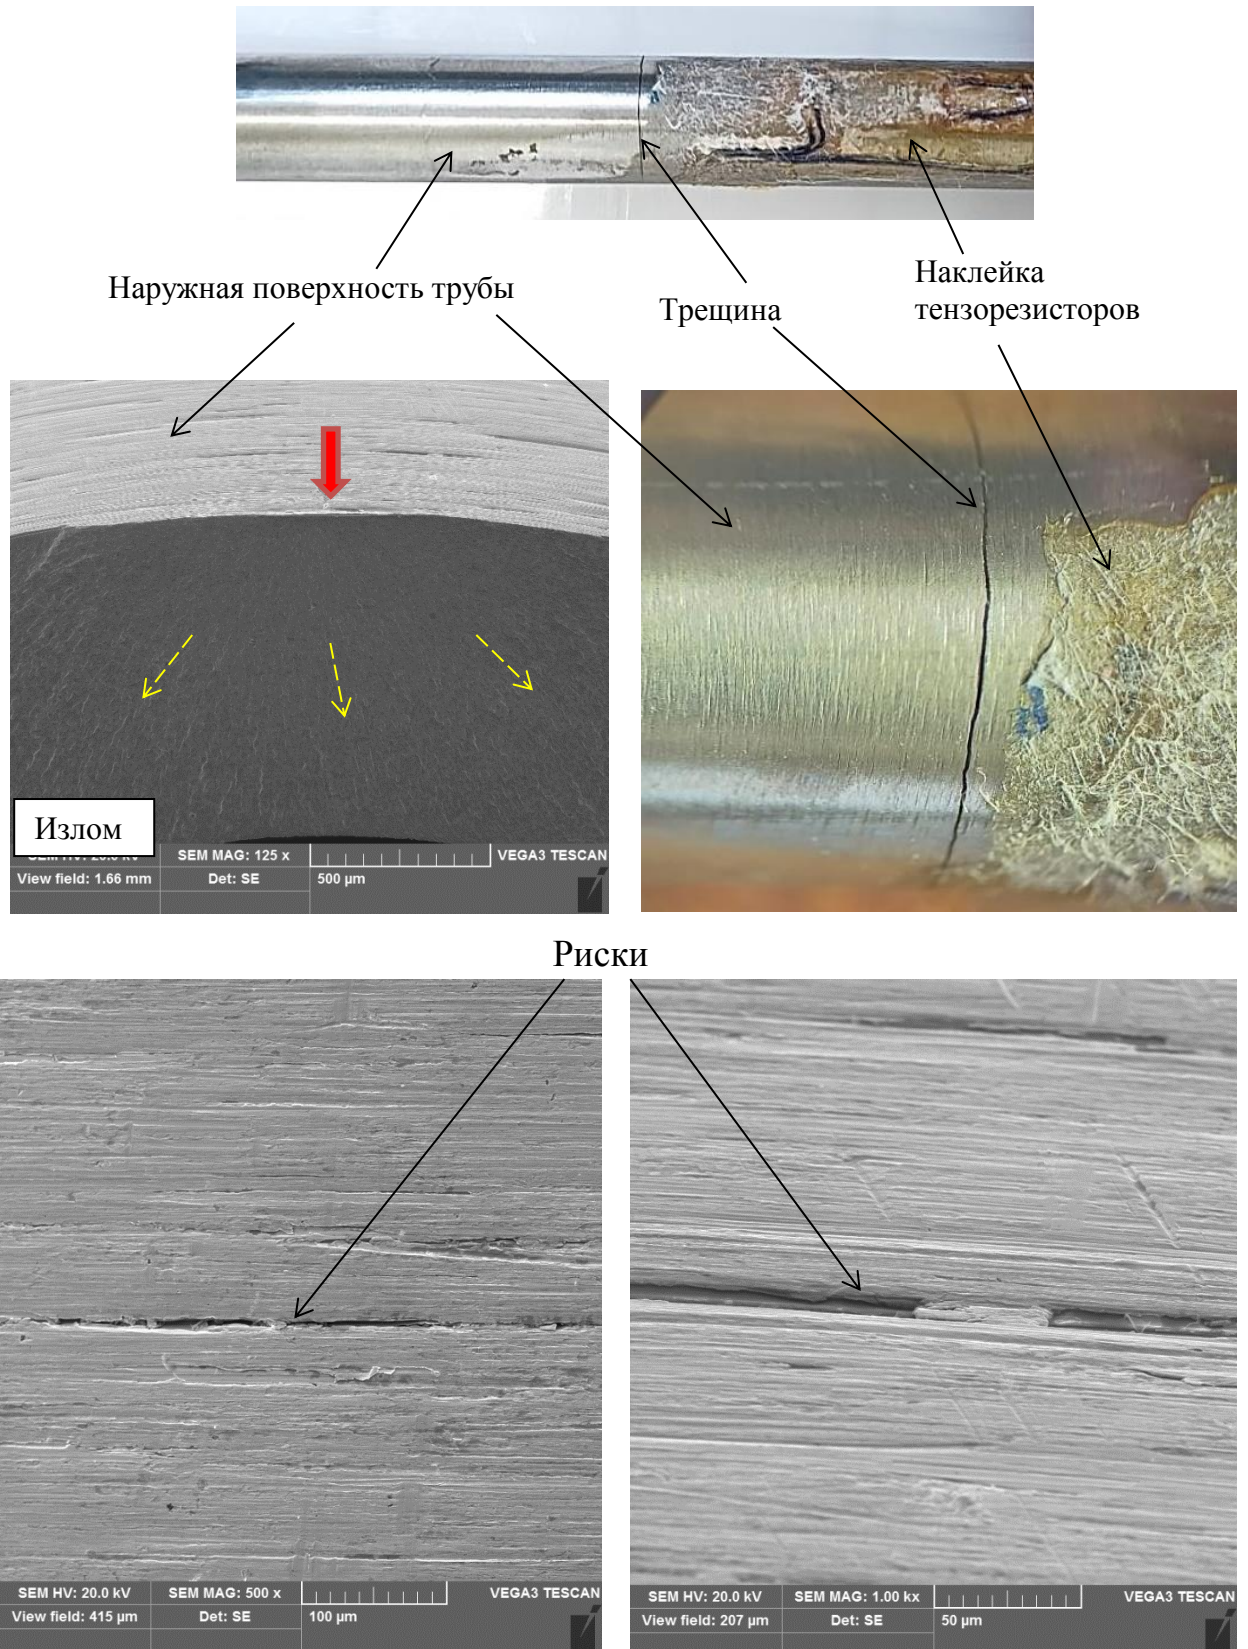 Наружная поверхность трубы
Трещина
Наклейка
тензорезисторов
Излом
SEM MAG: 125 x
VEGA3 TESCAN
View field: 1.66 mm
Det: SE
500 µm
Риски
SEM HV: 20.0 kV
SEM MAG: 500 x
VEGA3 TESCAN
View field: 415 µm
Det: SE
100 µm
SEM HV: 20.0 kV
SEM MAG: 1.00 kx
VEGA3 TESCAN
View field: 207 µm
Det: SE
50 µm